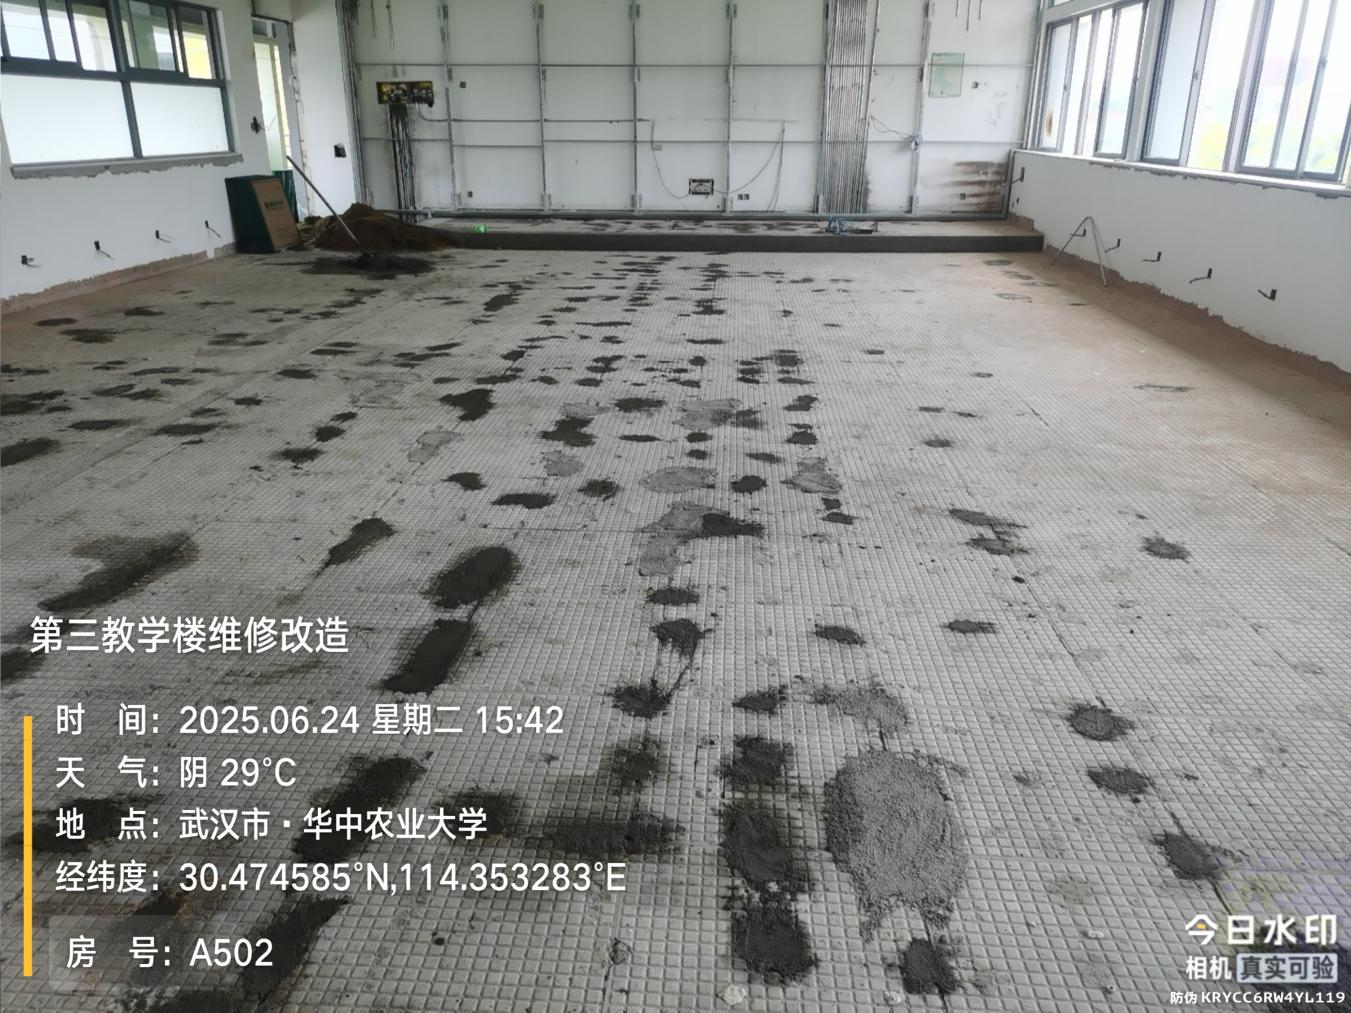 第三教学楼维修改造
时 间：2025.06.24 星期二 15:42
天 气：阴 29°C
地 点：武汉市·华中农业大学
经纬度：30.474585°N,114.353283°E
房 号：A502
今日水印
相机 真实可验
防伪 KRYCC6RW4YL119